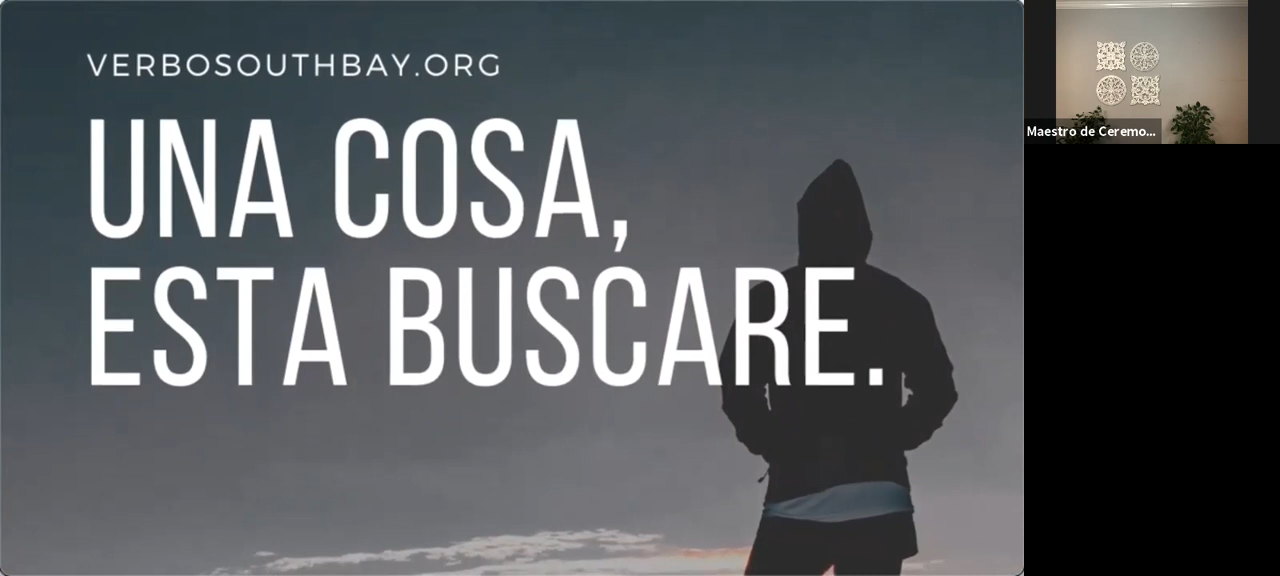 VERBOSOUTHBAY.ORG
UNA COSA,
ESTA BUSCARE.
Maestro de Ceremo...